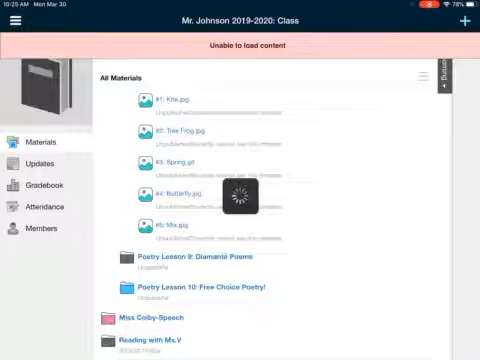 10:25 AM Mon Mar 30
78%
Mr. Johnson 2019-2020: Class
Unable to load content
All Materials
#1: Kite.jpg
#2: Tree Frog.jpg
#3: Spring.gif
#4: Butterfly.jpg
#5: Mix.jpg
Poetry Lesson 9: Diamanté Poems
Poetry Lesson 10: Free Choice Poetry!
Miss Colby-Speech
Reading with Ms.V
Materials
Updates
Gradebook
Attendance
Members